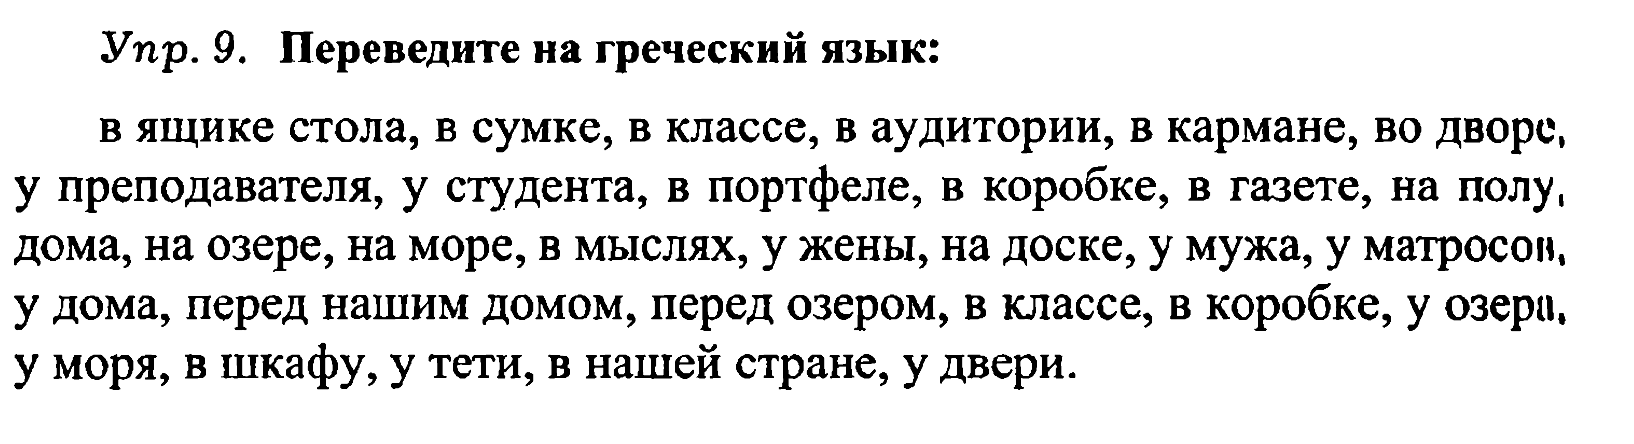 Упр. 9. Переведите на греческий язык:
в ящике стола, в сумке, в классе, в аудитории, в кармане, во дворе,
у преподавателя, у студента, в портфеле, в коробке, в газете, на полу,
дома, на озере, на море, в мыслях, у жены, на доске, у мужа, у матросов,
у дома, перед нашим домом, перед озером, в классе, в коробке, у озера,
у моря, в шкафу, у тети, в нашей стране, у двери.